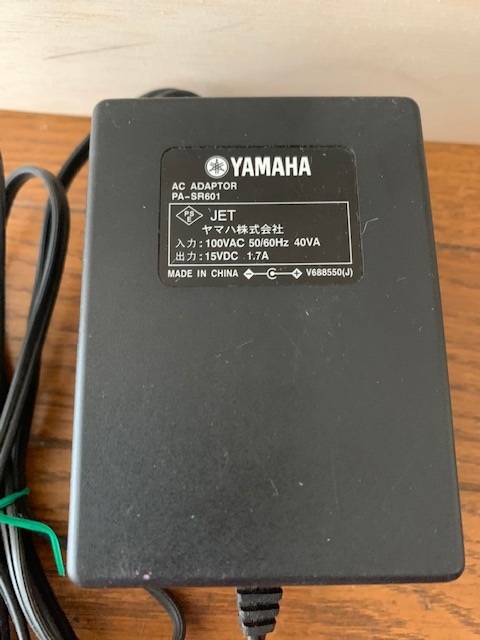 YAMAHA
AC ADAPTOR
PA-SR601
PS E JET
ヤマハ株式会社
入力:100VAC 50/60Hz 40VA
出力:15VDC 1.7A
MADE IN CHINA - + V688550(J)